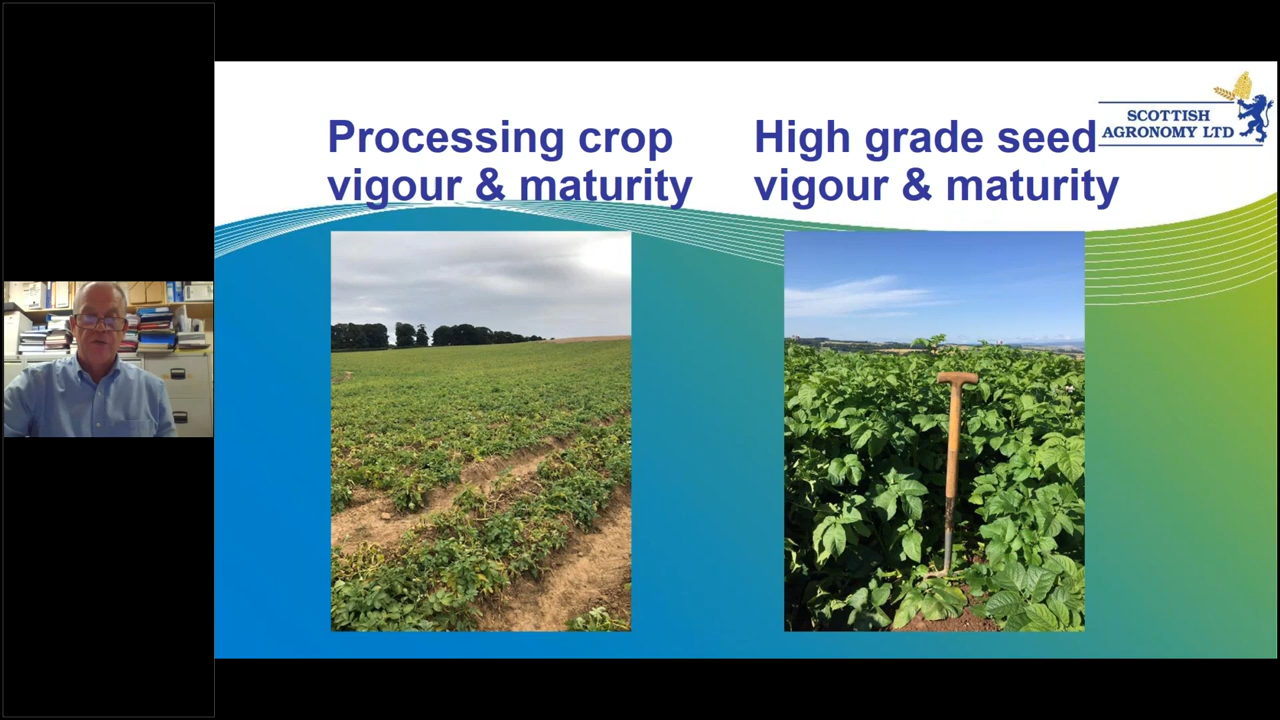 Processing crop
vigour & maturity
High grade seed
vigour & maturity
SCOTTISH
AGRONOMY LTD